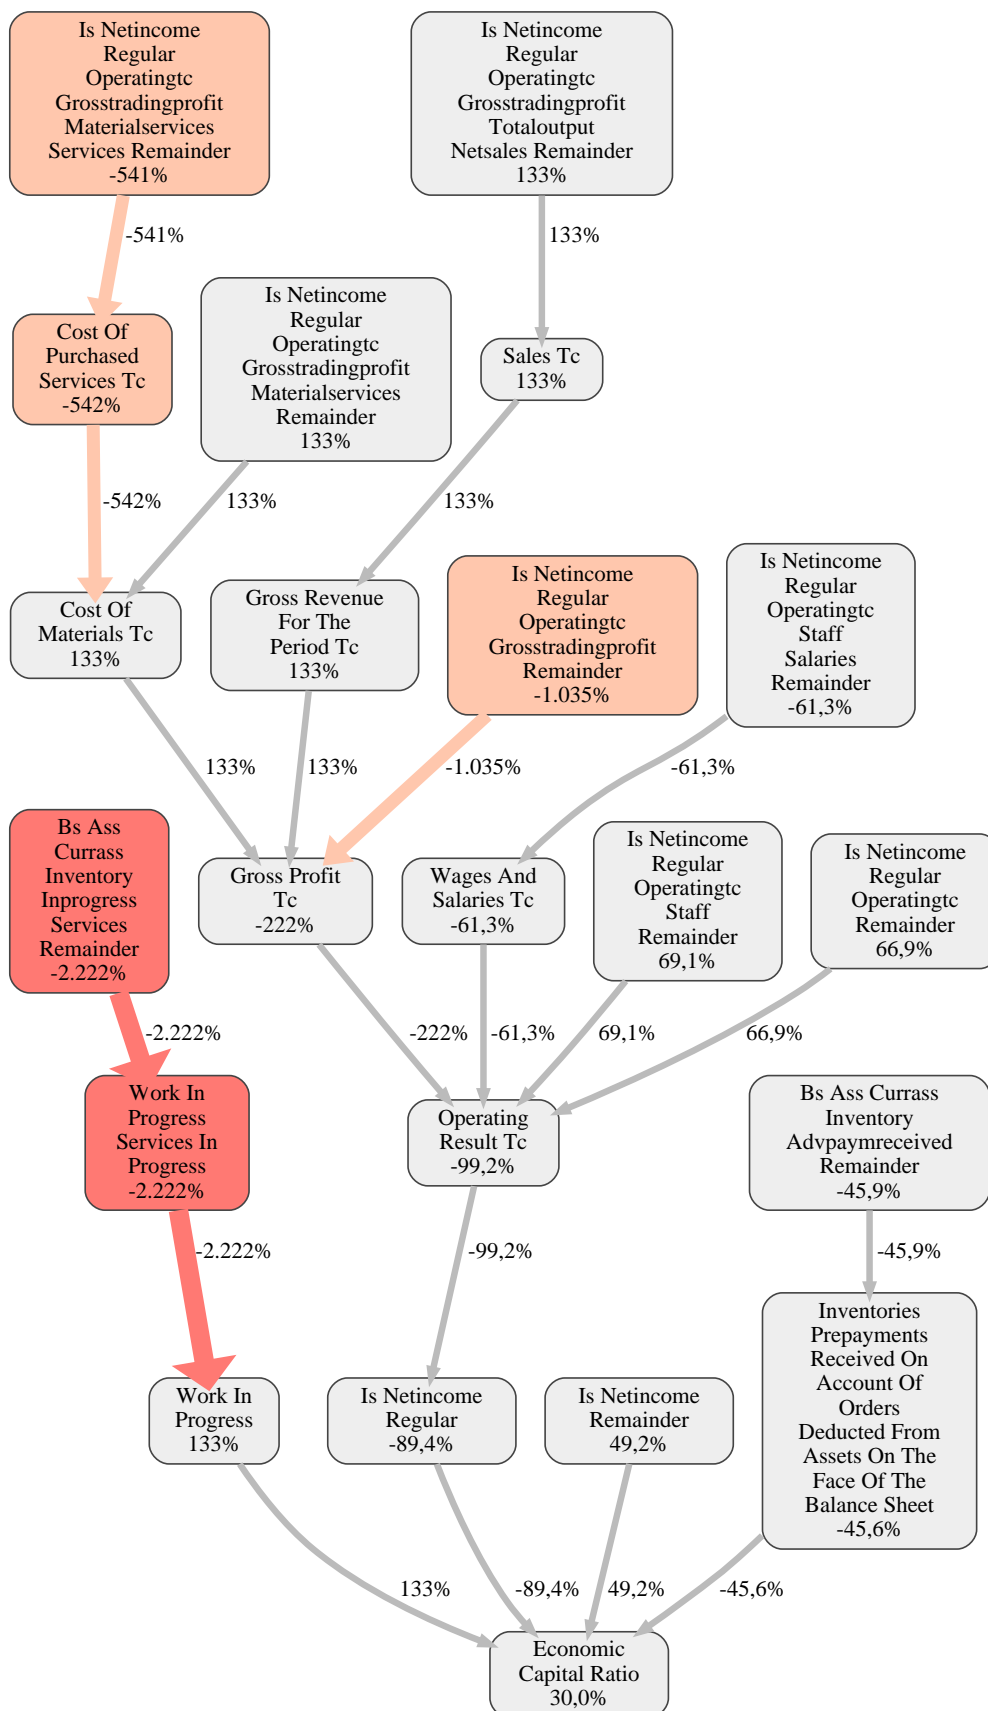 Is Netincome
Regular
Operatingtc
Grosstradingprofit
Materialservices
Services Remainder
-541%
Is Netincome
Regular
Operatingtc
Grosstradingprofit
Totaloutput
Netsales Remainder
133%
-541%
133%
Cost Of
Purchased
Services Tc
-542%
Is Netincome
Regular
Operatingtc
Grosstradingprofit
Materialservices
Remainder
133%
Sales Tc
133%
-542%
133%
133%
Cost Of
Materials Tc
133%
Gross Revenue
For The
Period Tc
133%
Is Netincome
Regular
Operatingtc
Grosstradingprofit
Remainder
-1.035%
Is Netincome
Regular
Operatingtc
Staff
Salaries
Remainder
-61,3%
133%
133%
-1.035%
-61,3%
Bs Ass
Currass
Inventory
Inprogress
Services
Remainder
-2.222%
Gross Profit
Tc
-222%
Wages And
Salaries Tc
-61,3%
Is Netincome
Regular
Operatingtc
Staff
Remainder
69,1%
Is Netincome
Regular
Operatingtc
Remainder
66,9%
-2.222%
-222%
-61,3%
69,1%
66,9%
Work In
Progress
Services In
Progress
-2.222%
Operating
Result Tc
-99,2%
Bs Ass Currass
Inventory
Advpaymreceived
Remainder
-45,9%
-2.222%
-99,2%
-45,9%
Work In
Progress
133%
Is Netincome
Regular
-89,4%
Is Netincome
Remainder
49,2%
Inventories
Prepayments
Received On
Account Of
Orders
Deducted From
Assets On The
Face Of The
Balance Sheet
-45,6%
133%
-89,4%
49,2%
-45,6%
Economic
Capital Ratio
30,0%